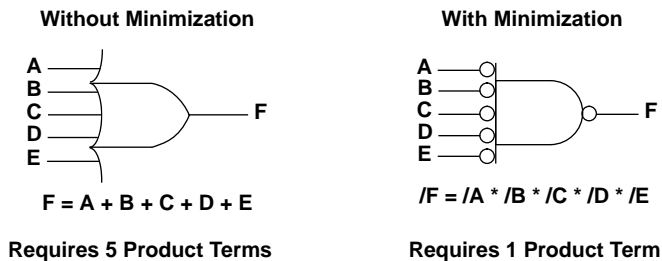 Without Minimization
A
B
C
D
E
F
F = A + B + C + D + E
Requires 5 Product Terms
With Minimization
A
B
C
D
E
F
/F = /A * /B * /C * /D * /E
Requires 1 Product Term